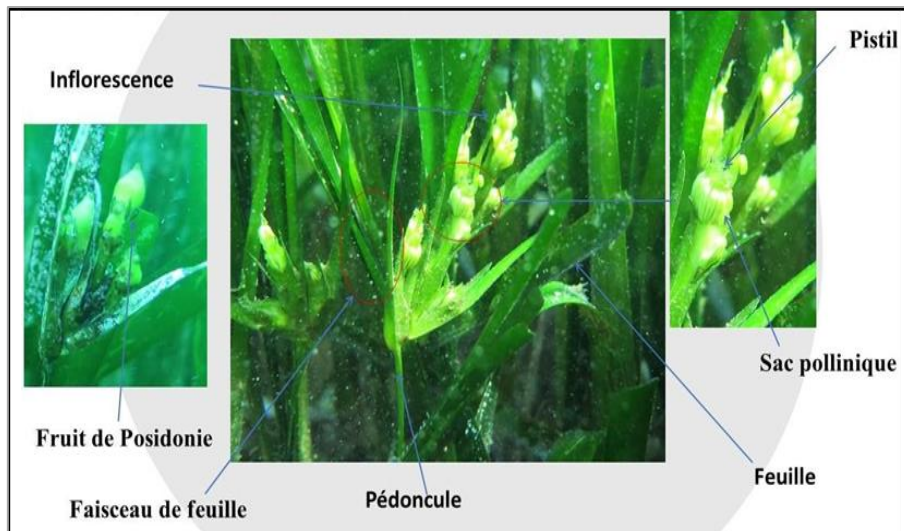 Pistil
Inflorescence
Sac pollinique
Fruit de Posidonie
Feuille
Faisceau de feuille
Pédoncule